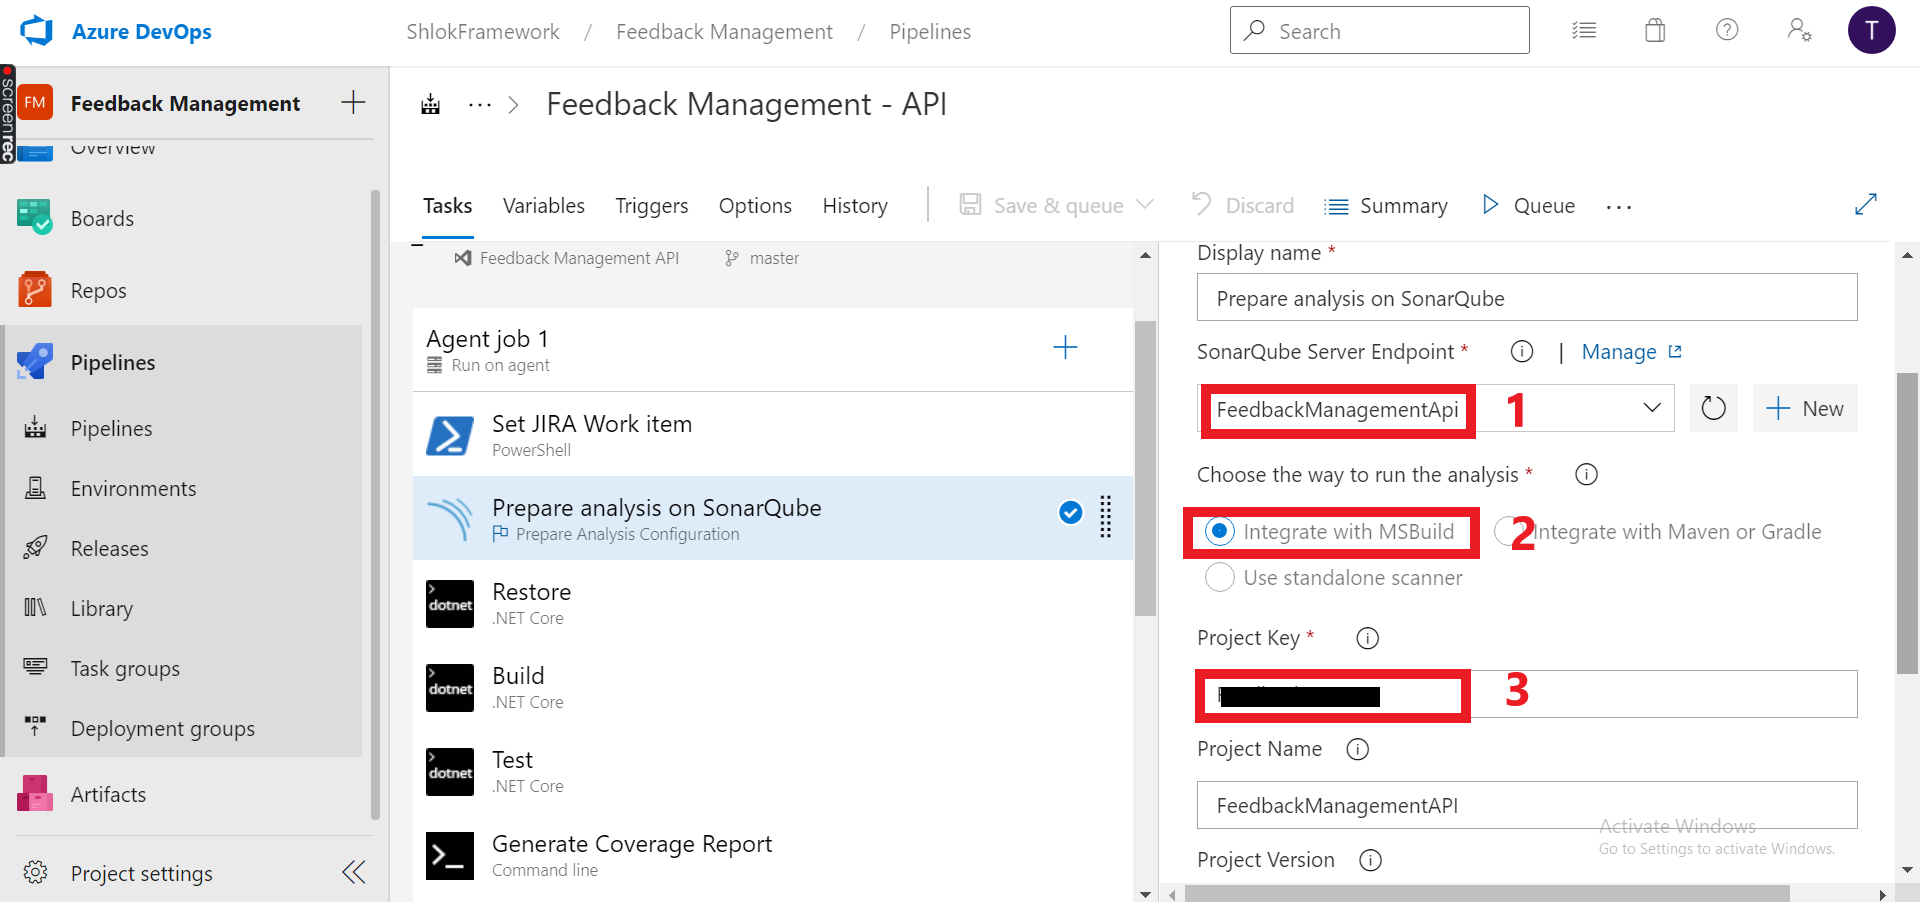 Azure DevOps
ShlokFramework / Feedback Management / Pipelines
Search
T
screenrec
FM
Feedback Management
Overview
Boards
Repos
Pipelines
Pipelines
Environments
Releases
Library
Task groups
Deployment groups
Artifacts
Project settings
... > Feedback Management - API
Tasks Variables Triggers Options History
Save & queue Discard Summary Queue ...
Feedback Management API master
Agent job 1
Run on agent
Set JIRA Work item
PowerShell
Prepare analysis on SonarQube
Prepare Analysis Configuration
dotnet
Restore
.NET Core
dotnet
Build
.NET Core
dotnet
Test
.NET Core
Generate Coverage Report
Command line
Display name *
Prepare analysis on SonarQube
SonarQube Server Endpoint * | Manage
FeedbackManagementApi 1
New
Choose the way to run the analysis *
Integrate with MSBuild 2 Integrate with Maven or Gradle
Use standalone scanner
Project Key *
3
Project Name
FeedbackManagementAPI
Activate Windows
Go to Settings to activate Windows.
Project Version